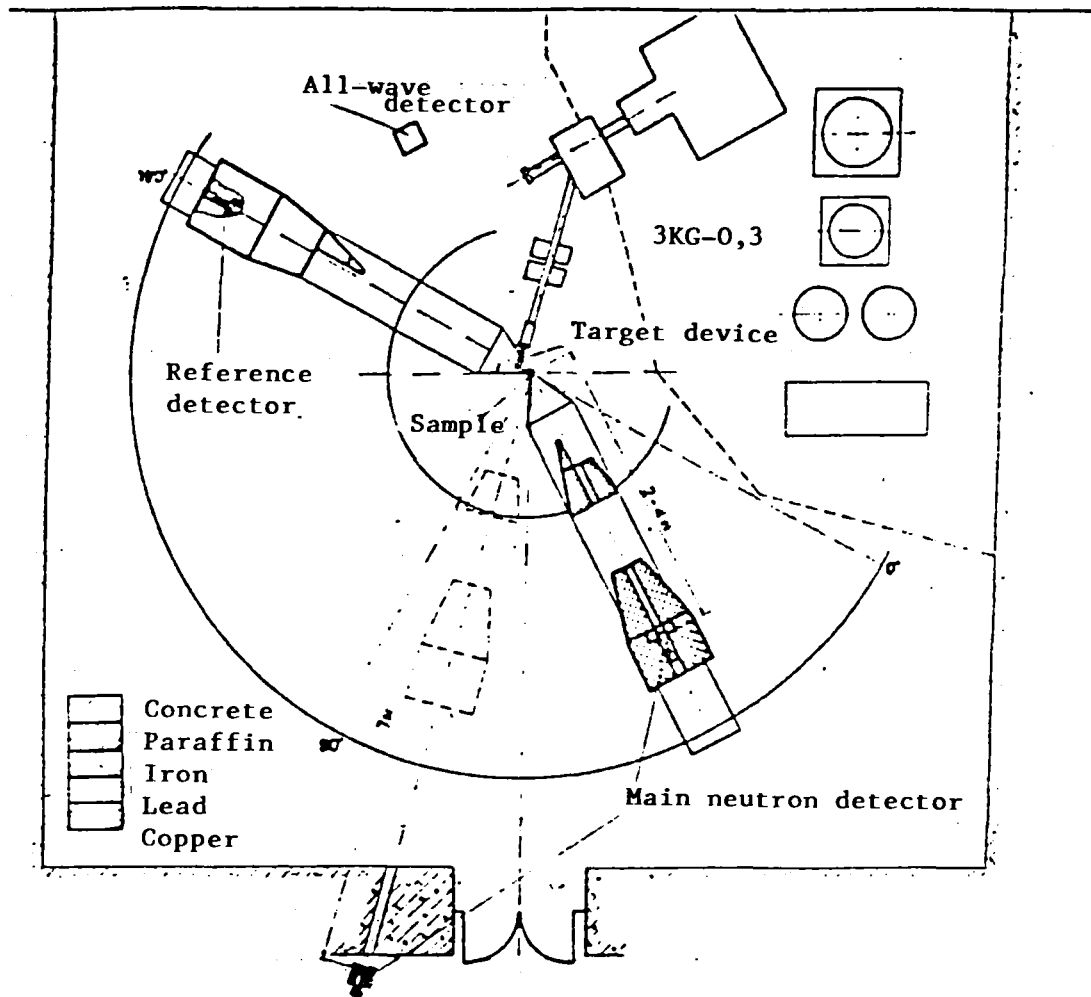 All-wave
detector
3KG-0,3
Target device
Reference
detector.
Sample
7м
Concrete
Paraffin
Iron
Lead
Copper
Main neutron detector